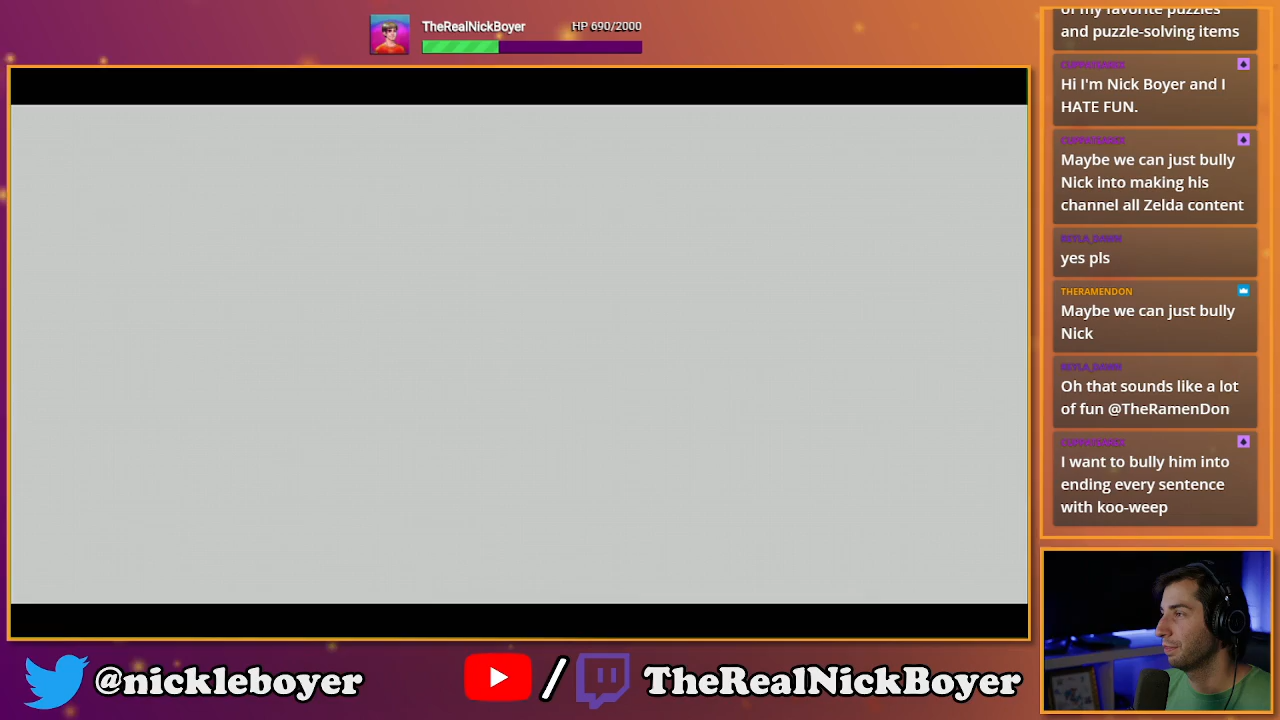 TheRealNickBoyer
HP 690/2000
of my favorite puzzles
and puzzle-solving items
Hi I'm Nick Boyer and I
HATE FUN.
Maybe we can just bully
Nick into making his
channel all Zelda content
yes pls
THERAMENDON
Maybe we can just bully
Nick
Oh that sounds like a lot
of fun @TheRamenDon
I want to bully him into
ending every sentence
with koo-weep
@nickleboyer
/
TheRealNickBoyer